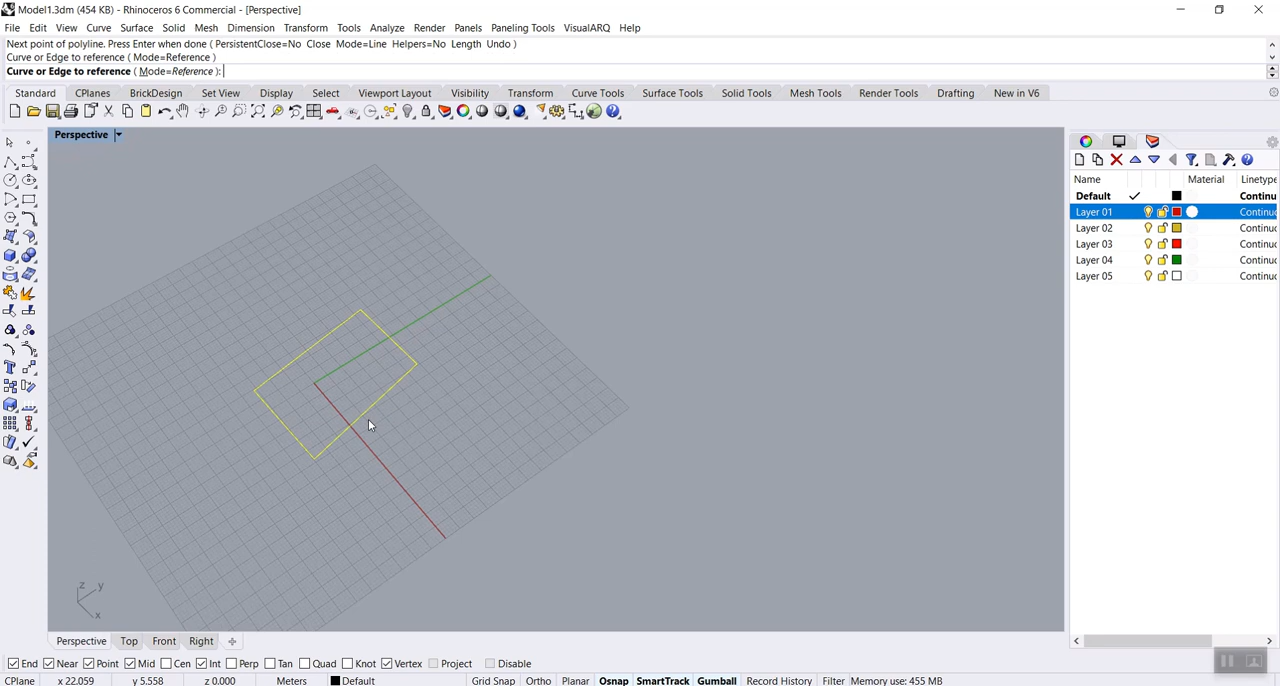 Model1.3dm (454 KB) - Rhinoceros 6 Commercial - [Perspective]
File Edit View Curve Surface Solid Mesh Dimension Transform Tools Analyze Render Panels Paneling Tools VisualARQ Help
Next point of polyline. Press Enter when done ( PersistentClose=No Close Mode=Line Helpers=No Length Undo )
Curve or Edge to reference ( Mode=Reference )
Curve or Edge to reference ( Mode=Reference ):
Standard CPlanes BrickDesign Set View Display Select Viewport Layout Visibility Transform Curve Tools Surface Tools Solid Tools Mesh Tools Render Tools Drafting New in V6
Perspective
Name Material Linetype
Default Continu
Layer 01 Continuc
Layer 02 Continuc
Layer 03 Continuc
Layer 04 Continuc
Layer 05 Continuc
z y
x
Perspective Top Front Right
End Near Point Mid Cen Int Perp Tan Quad Knot Vertex Project Disable
CPlane x 22.059 y 5.558 z 0.000 Meters Default Grid Snap Ortho Planar Osnap SmartTrack Gumball Record History Filter Memory use: 455 MB